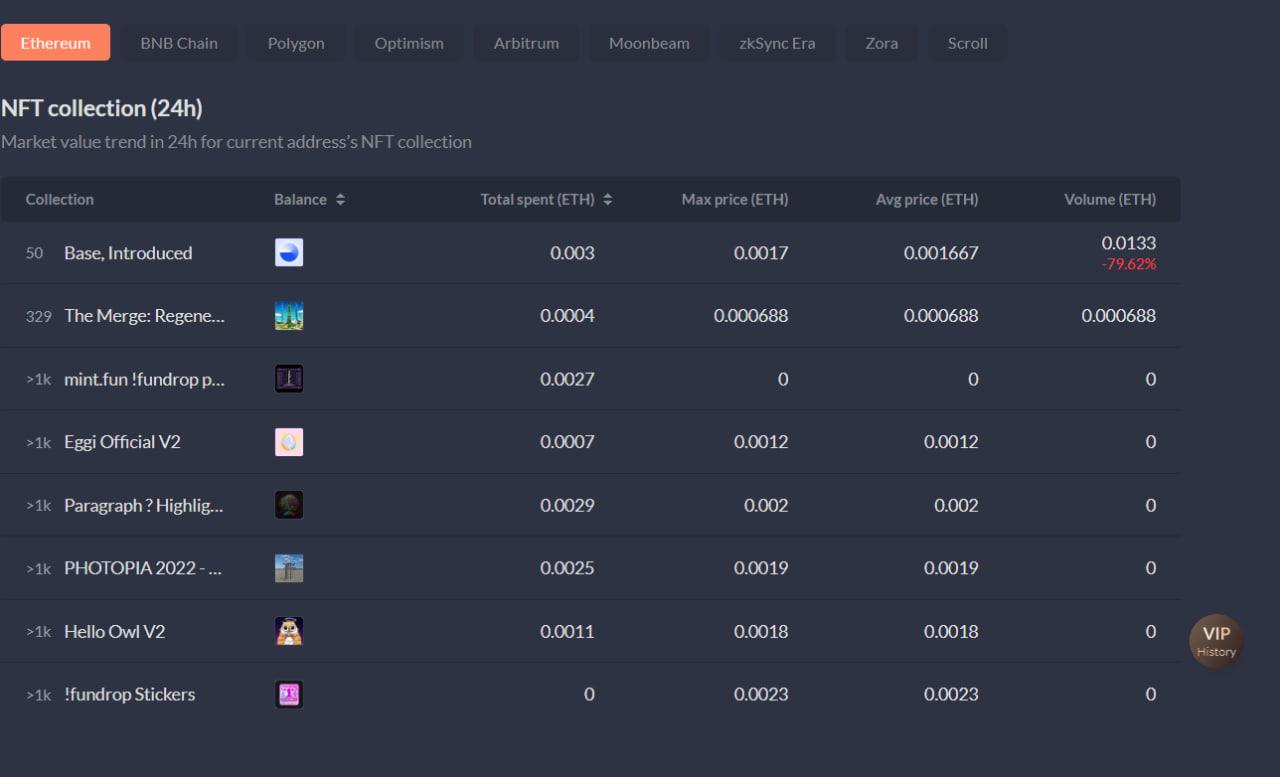 Ethereum BNB Chain Polygon Optimism Arbitrum Moonbeam zkSync Era Zora Scroll
NFT collection (24h)
Market value trend in 24h for current address's NFT collection
Collection Balance Total spent (ETH) Max price (ETH) Avg price (ETH) Volume (ETH)
50 Base, Introduced 0.003 0.0017 0.001667 0.0133
-79.62%
329 The Merge: Regene... 0.0004 0.000688 0.000688 0.000688
>1k mint.fun !fundrop p... 0.0027 0 0 0
>1k Eggi Official V2 0.0007 0.0012 0.0012 0
>1k Paragraph ? Highlig... 0.0029 0.002 0.002 0
>1k PHOTOPIA 2022 - ... 0.0025 0.0019 0.0019 0
>1k Hello Owl V2 0.0011 0.0018 0.0018 0
VIP
History
>1k !fundrop Stickers 0 0.0023 0.0023 0